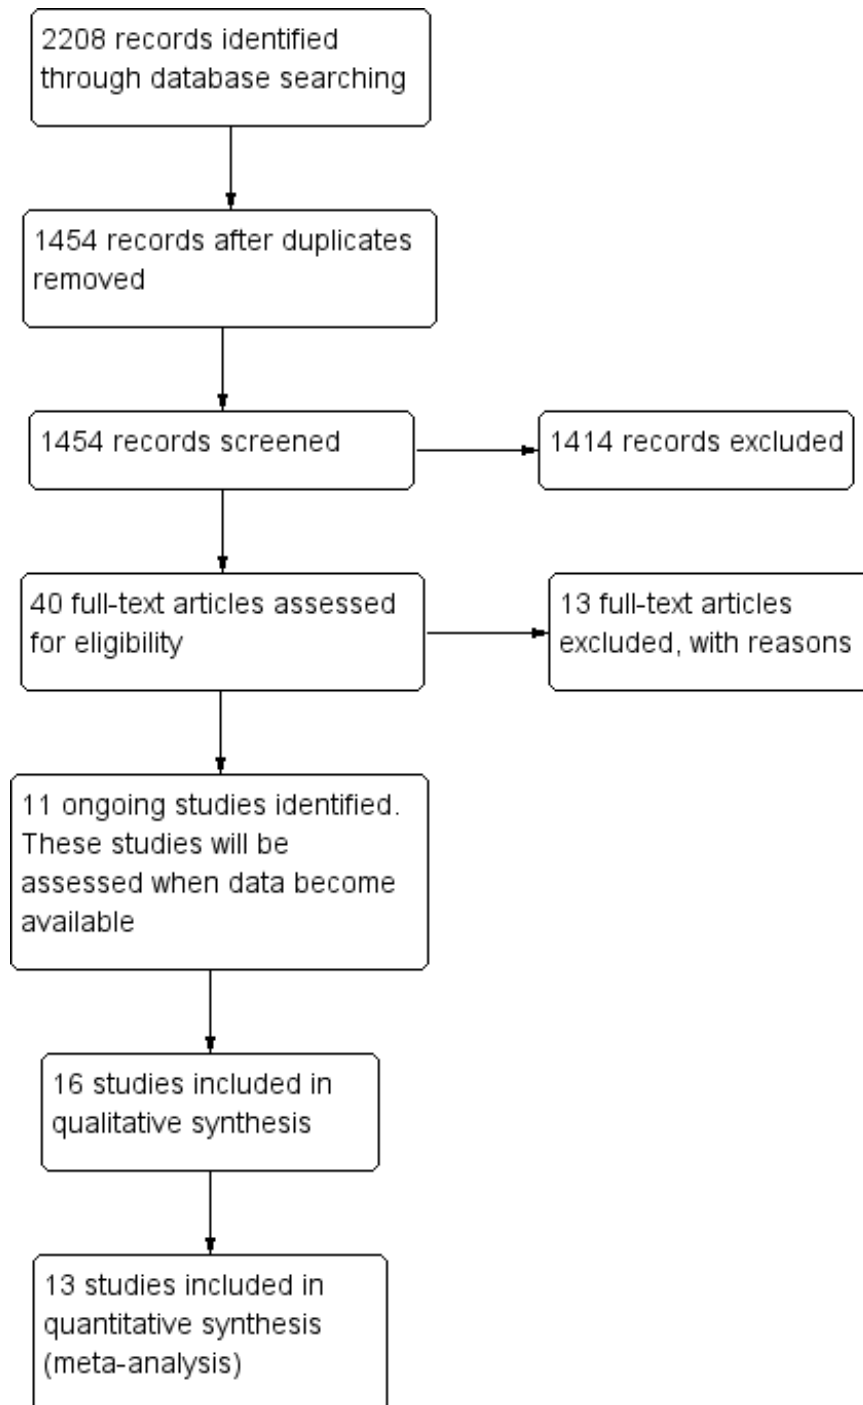 2208 records identified
through database searching
1454 records after duplicates
removed
1454 records screened
1414 records excluded
40 full-text articles assessed
for eligibility
13 full-text articles
excluded, with reasons
11 ongoing studies identified.
These studies will be
assessed when data become
available
16 studies included in
qualitative synthesis
13 studies included in
quantitative synthesis
(meta-analysis)